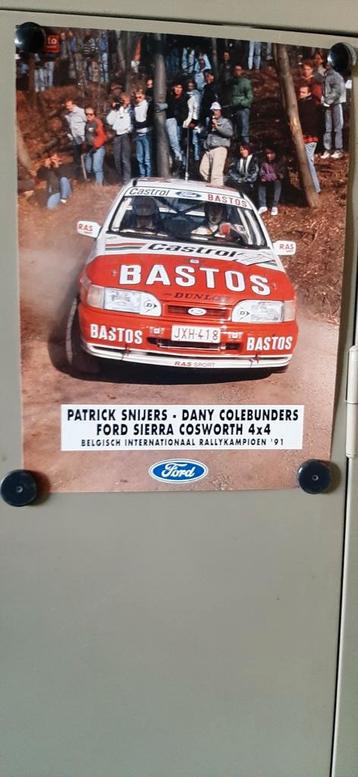 Castrol Ford BASTOS
RAS
Castrol
RAS
BASTOS
DUNLOP
BASTOS JXH·418 BASTOS
RAS SPORT
PATRICK SNIJERS - DANY COLEBUNDERS
FORD SIERRA COSWORTH 4x4
BELGISCH INTERNATIONAAL RALLYKAMPIOEN '91
Ford